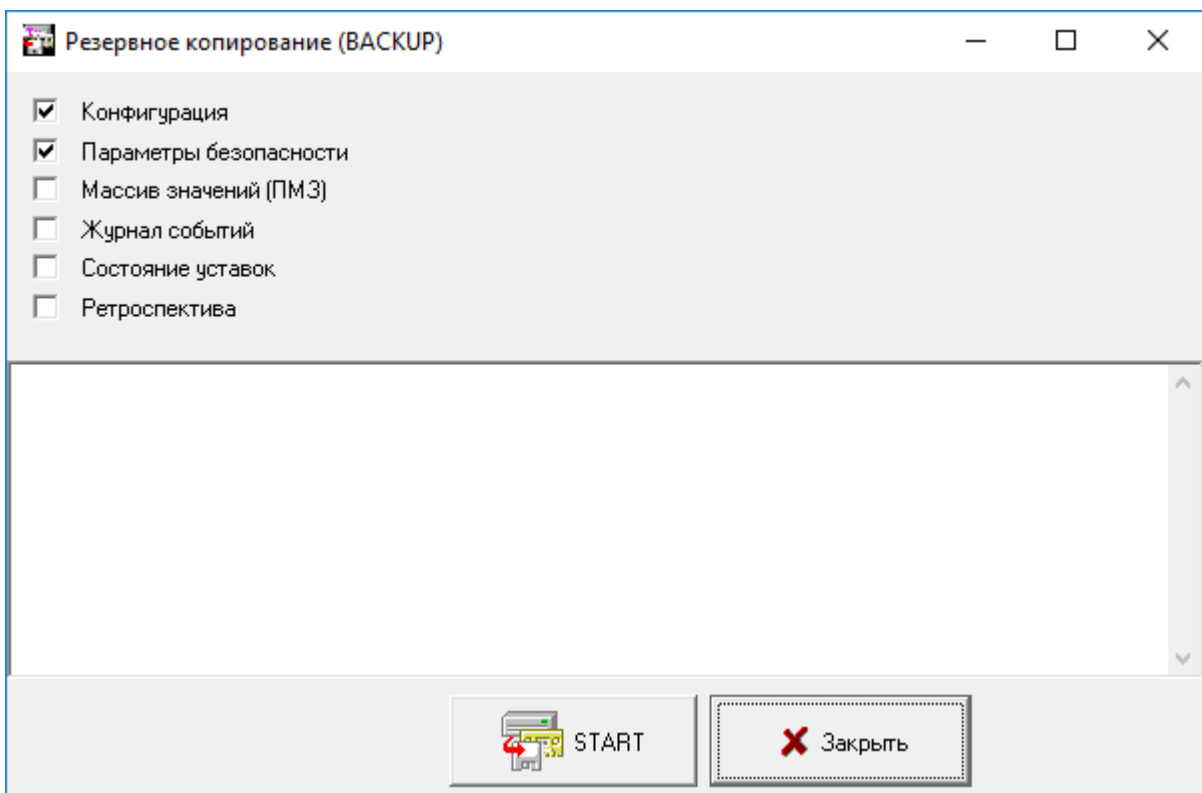 Резервное копирование (BACKUP)
Конфигурация
Параметры безопасности
Массив значений (ПМЗ)
Журнал событий
Состояние уставок
Ретроспектива
START
Закрыть